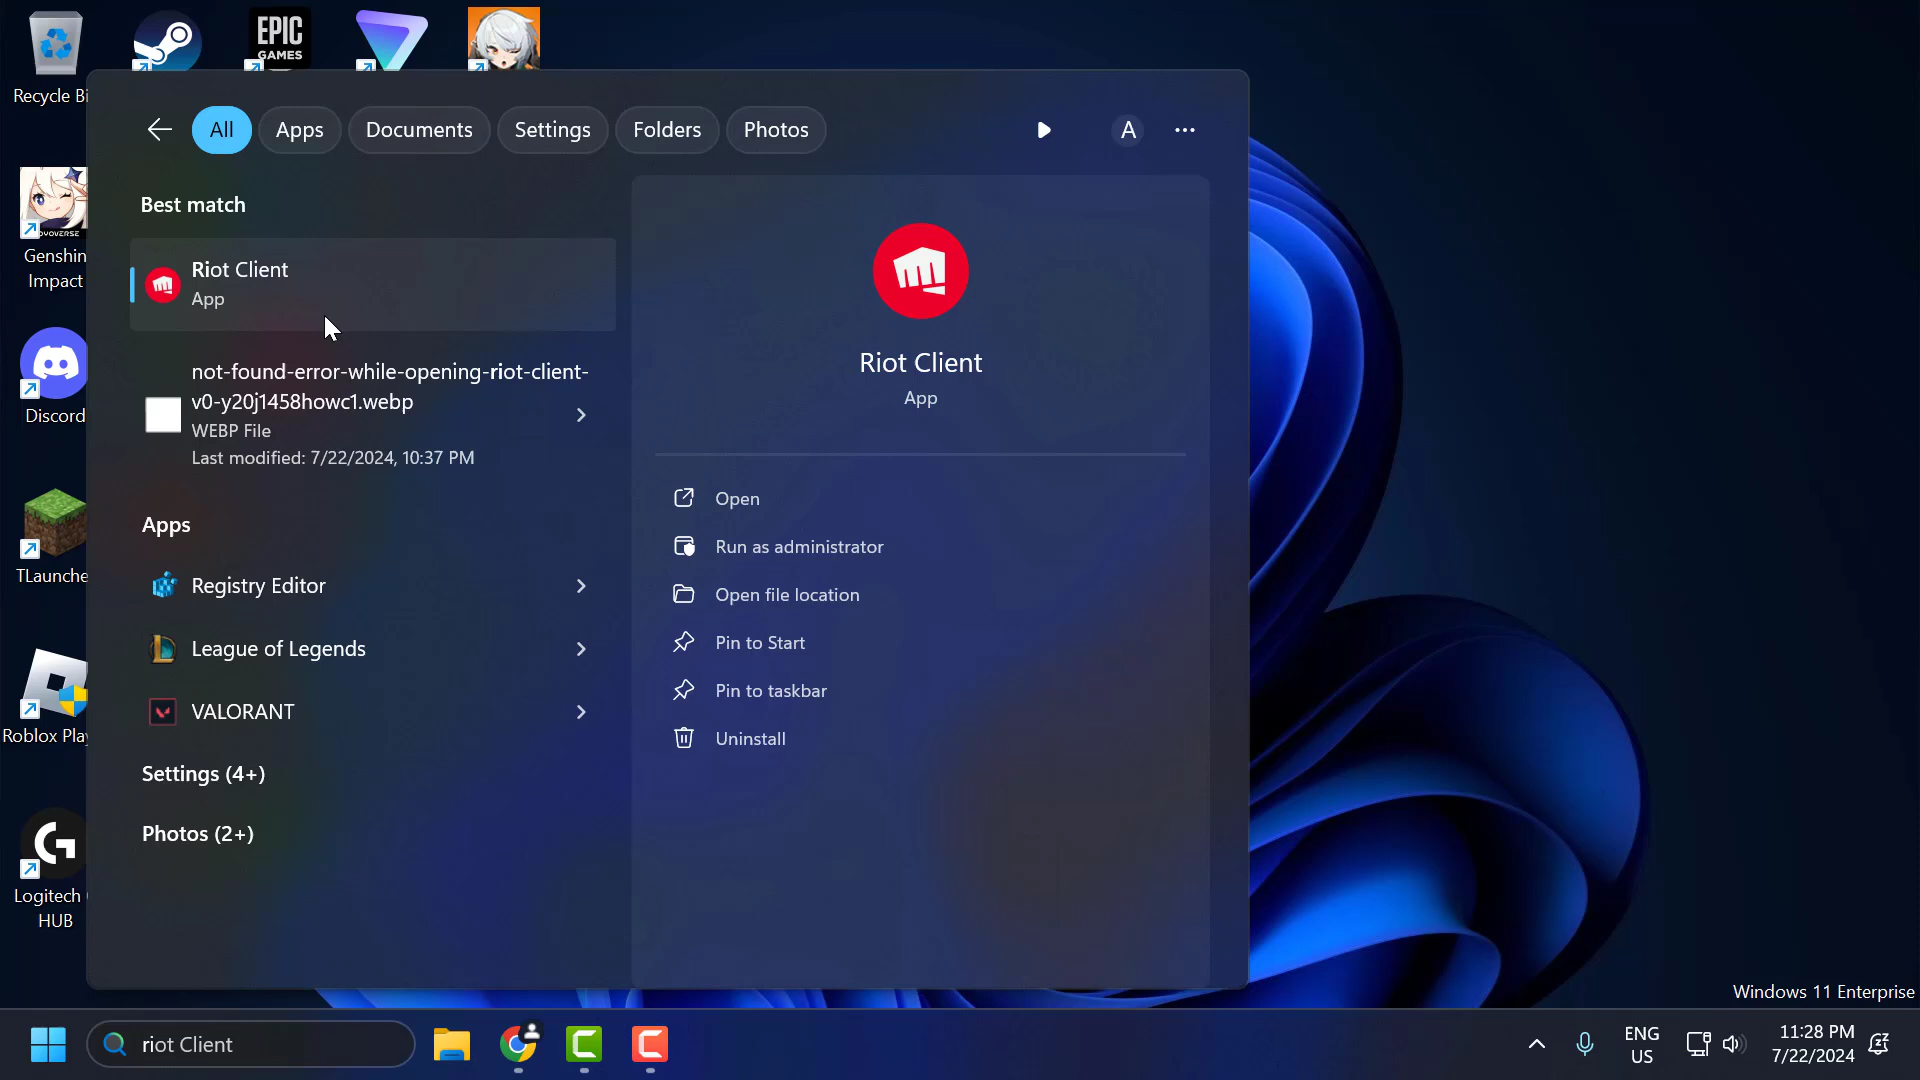 EPIC
GAMES
Recycle Bi
All
Apps
Documents
Settings
Folders
Photos
A
Best match
Riot Client
App
Genshin
Impact
not-found-error-while-opening-riot-client-
v0-y20j1458howc1.webp
WEBP File
Last modified: 7/22/2024, 10:37 PM
Discord
Apps
Registry Editor
TLaunche
League of Legends
VALORANT
Roblox Play
Settings (4+)
Photos (2+)
Logitech
HUB
Riot Client
App
Open
Run as administrator
Open file location
Pin to Start
Pin to taskbar
Uninstall
Windows 11 Enterprise
riot Client
ENG
US
11:28 PM
7/22/2024